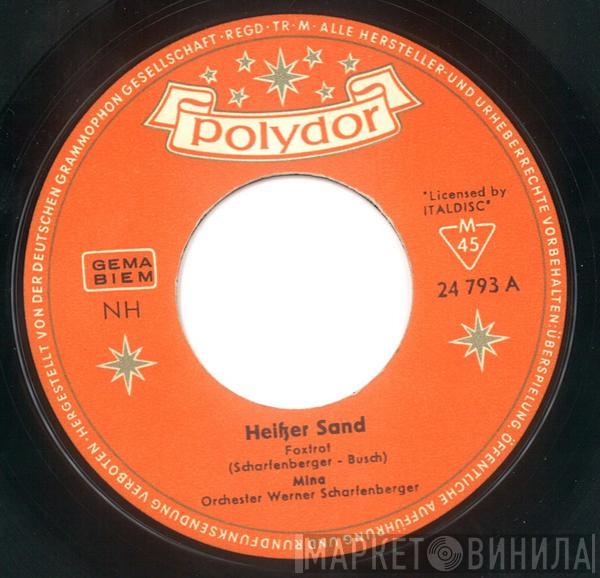 HERGESTELLT VON DER DEUTSCHEN GRAMMOPHON GESELLSCHAFT · REGD · TR · M · ALLE HERSTELLER- UND URHEBERRECHTE VORBEHALTEN: ÜBERSPIELUNG · ÖFFENTLICHE AUFFÜHRUNG UND RUNDFUNKSENDUNG VERBOTEN ·
polydor
"Licensed by
ITALDISC"
M
45
GEMA
BIEM
24 793 A
NH
Heißer Sand
Foxtrot
(Scharfenberger - Busch)
Mina
Orchester Werner Scharfenberger
МАРКЕТ ВИНИЛА